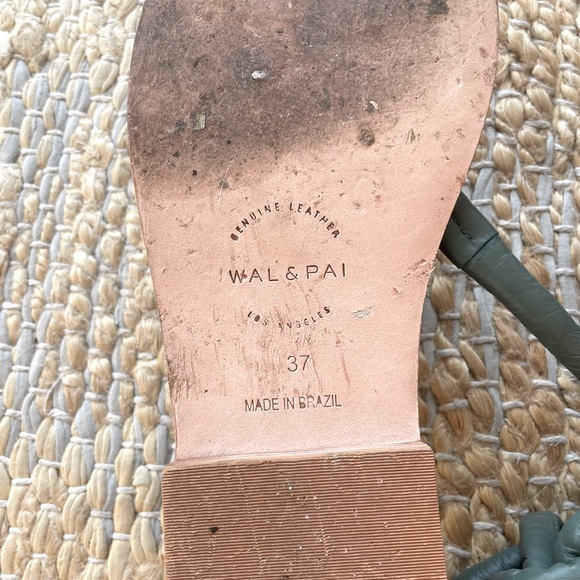 GENUINE LEATHER
WAL & PAI
LOS ANGELES
37
MADE IN BRAZIL